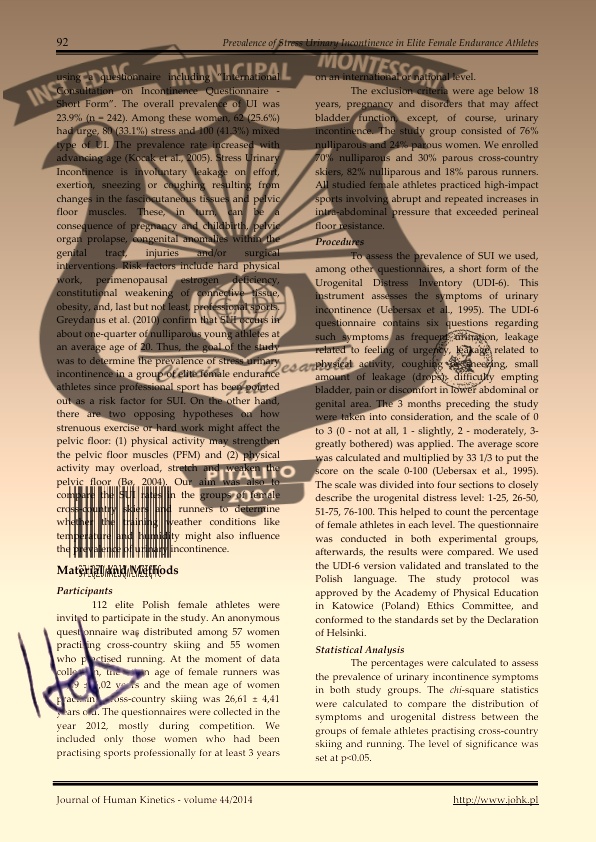 92
Prevalence of Stress Urinary Incontinence in Elite Female Endurance Athletes
using a questionnaire including “International
Consultation on Incontinence Questionnaire -
Short Form”. The overall prevalence of UI was
23.9% (n = 242). Among these women, 62 (25.6%)
had urge, 80 (33.1%) stress and 100 (41.3%) mixed
type of UI. The prevalence rate increased with
advancing age (Kocak et al., 2005). Stress Urinary
Incontinence is involuntary leakage on effort,
exertion, sneezing or coughing resulting from
changes in the fasciocutaneous tissues and pelvic
floor muscles. These, in turn, can be a
consequence of pregnancy and childbirth, pelvic
organ prolapse, congenital anomalies within the
genital tract, injuries and/or surgical
interventions. Risk factors include hard physical
work, perimenopausal estrogen deficiency,
constitutional weakening of connective tissue,
obesity, and, last but not least, professional sports.
Greydanus et al. (2010) confirm that SUI occurs in
about one-quarter of nulliparous young athletes at
an average age of 20. Thus, the goal of the study
was to determine the prevalence of stress urinary
incontinence in a group of elite female endurance
athletes since professional sport has been pointed
out as a risk factor for SUI. On the other hand,
there are two opposing hypotheses on how
strenuous exercise or hard work might affect the
pelvic floor: (1) physical activity may strengthen
the pelvic floor muscles (PFM) and (2) physical
activity may overload, stretch and weaken the
pelvic floor (Bø, 2004). Our aim was also to
compare the SUI rates in the groups of female
cross-country skiers and runners to determine
whether the training weather conditions like
temperature and humidity might also influence
the prevalence of urinary incontinence.
Material and Methods
Participants
112 elite Polish female athletes were
invited to participate in the study. An anonymous
questionnaire was distributed among 57 women
practising cross-country skiing and 55 women
who practised running. At the moment of data
the age of female runners was
and the mean age of women
cross-country skiing was 26,61 ± 4,41
years old. The questionnaires were collected in the
year 2012, mostly during competition. We
included only those women who had been
practising sports professionally for at least 3 years
on an international or national level.
The exclusion criteria were age below 18
years, pregnancy and disorders that may affect
bladder function, except, of course, urinary
incontinence. The study group consisted of 76%
nulliparous and 24% parous women. We enrolled
70% nulliparous and 30% parous cross-country
skiers, 82% nulliparous and 18% parous runners.
All studied female athletes practiced high-impact
sports involving abrupt and repeated increases in
intra-abdominal pressure that exceeded perineal
floor resistance.
Procedures
To assess the prevalence of SUI we used,
among other questionnaires, a short form of the
Urogenital Distress Inventory (UDI-6). This
instrument assesses the symptoms of urinary
incontinence (Uebersax et al., 1995). The UDI-6
questionnaire contains six questions regarding
such symptoms as frequent urination, leakage
related to feeling of urgency, leakage related to
physical activity, coughing or sneezing, small
amount of leakage (drops), difficulty empting
bladder, pain or discomfort in lower abdominal or
genital area. The 3 months preceding the study
were taken into consideration, and the scale of 0
to 3 (0 - not at all, 1 - slightly, 2 - moderately, 3-
greatly bothered) was applied. The average score
was calculated and multiplied by 33 1/3 to put the
score on the scale 0-100 (Uebersax et al., 1995).
The scale was divided into four sections to closely
describe the urogenital distress level: 1-25, 26-50,
51-75, 76-100. This helped to count the percentage
of female athletes in each level. The questionnaire
was conducted in both experimental groups,
afterwards, the results were compared. We used
the UDI-6 version validated and translated to the
Polish language. The study protocol was
approved by the Academy of Physical Education
in Katowice (Poland) Ethics Committee, and
conformed to the standards set by the Declaration
of Helsinki.
Statistical Analysis
The percentages were calculated to assess
the prevalence of urinary incontinence symptoms
in both study groups. The chi-square statistics
were calculated to compare the distribution of
symptoms and urogenital distress between the
groups of female athletes practising cross-country
skiing and running. The level of significance was
set at p<0.05.
INST. EDUC. MUNICIPAL MONTESSORI
PITALITO
Journal of Human Kinetics - volume 44/2014
http://www.johk.pl